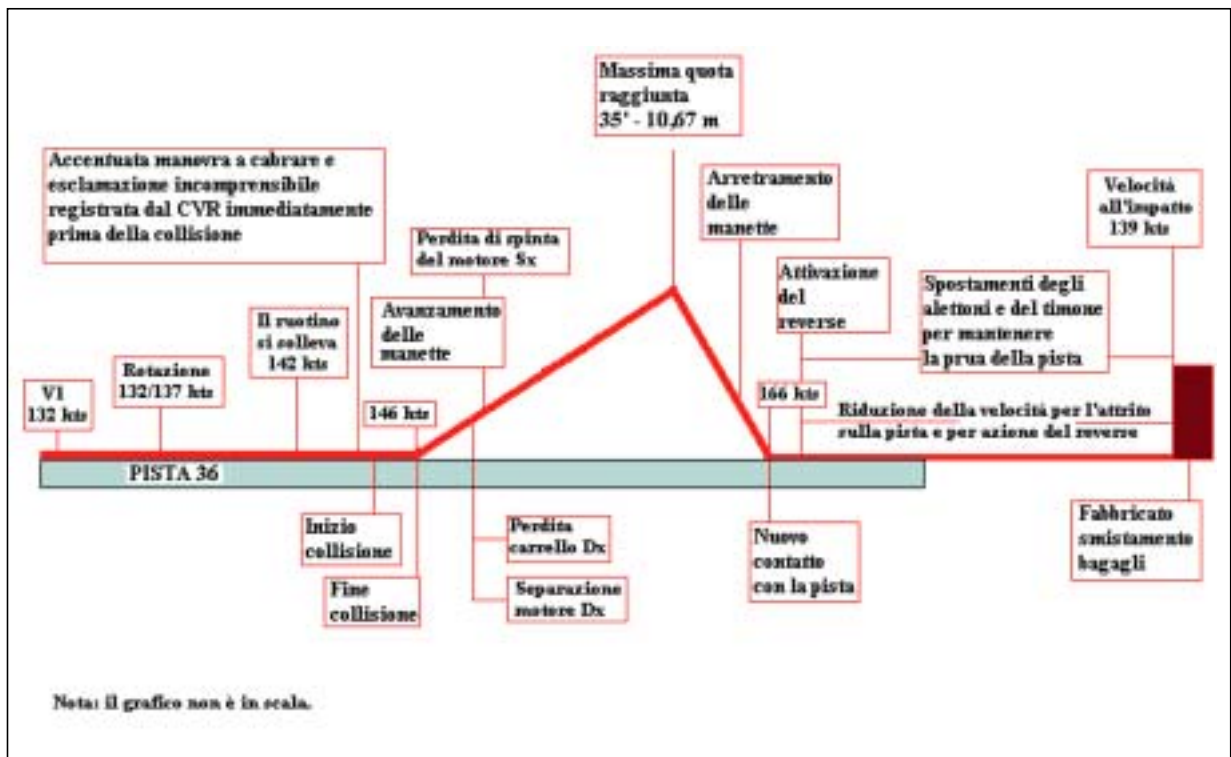 Massima quota
raggiunta
35' - 10,67 m
Accentuata manovra a cabrare e
esclamazione incomprensibile
registrata dal CVR immediatamente
prima della collisione
Arretramento
delle
manette
Velocità
all'impatto
139 kts
Perdita di spinta
del motore Sx
Attivazione
del
reverse
Spostamenti degli
alettoni e del timone
per mantenere
la prua della pista
Avanzamento
delle
manette
Il ruotino
si solleva
142 kts
Rotazione
132/137 kts
V1
132 kts
146 kts
166 kts
Riduzione della velocità per l'attrito
sulla pista e per azione del reverse
PISTA 36
Inizio
collisione
Fine
collisione
Perdita
carrello Dx
Separazione
motore Dx
Nuovo
contatto
con la pista
Fabbricato
smistamento
bagagli
Nota: il grafico non è in scala.